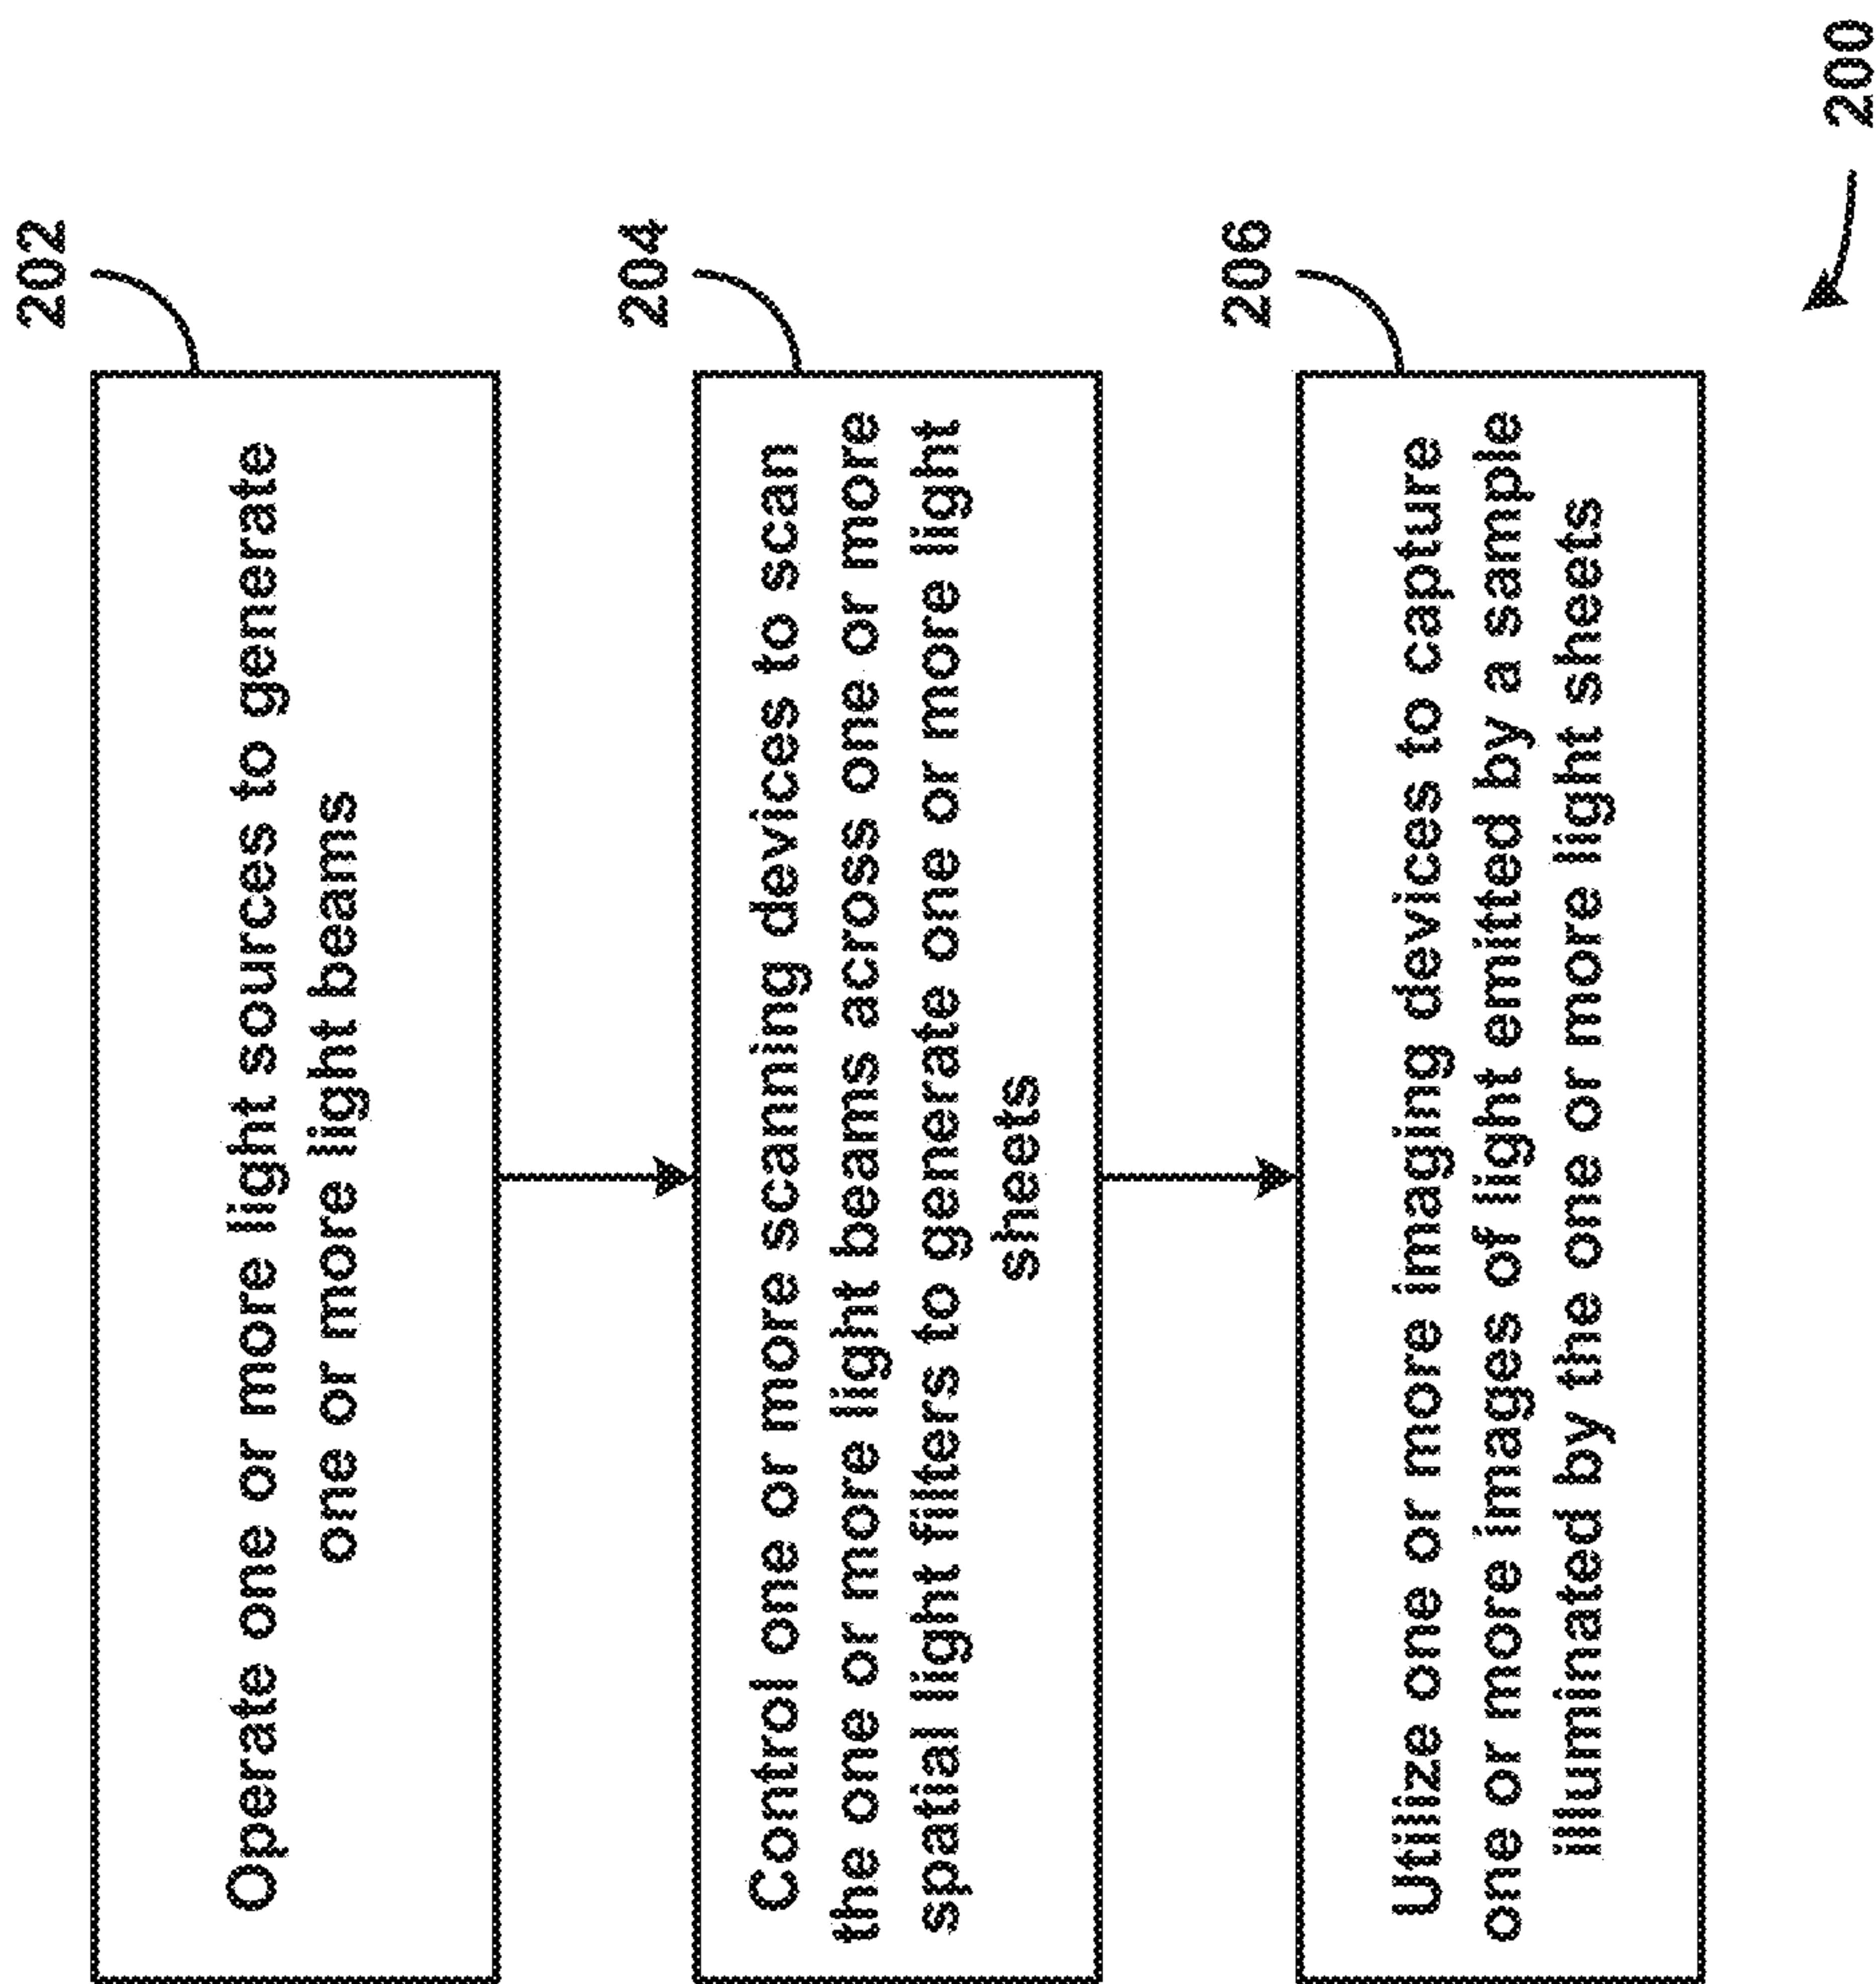 202
Operate one or more light sources to generate
one or more light beams
204
Control one or more scanning devices to scan
the one or more light beams across one or more
spatial light filters to generate one or more light
sheets
206
Utilize one or more imaging devices to capture
one or more images of light emitted by a sample
illuminated by the one or more light sheets
200